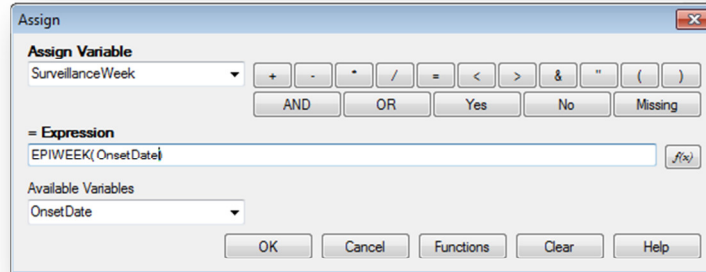 Assign
Assign Variable
SurveillanceWeek
+ - * / = < > & " ( )
AND OR Yes No Missing
= Expression
EPIWEEK( OnsetDate)
f(x)
Available Variables
OnsetDate
OK Cancel Functions Clear Help